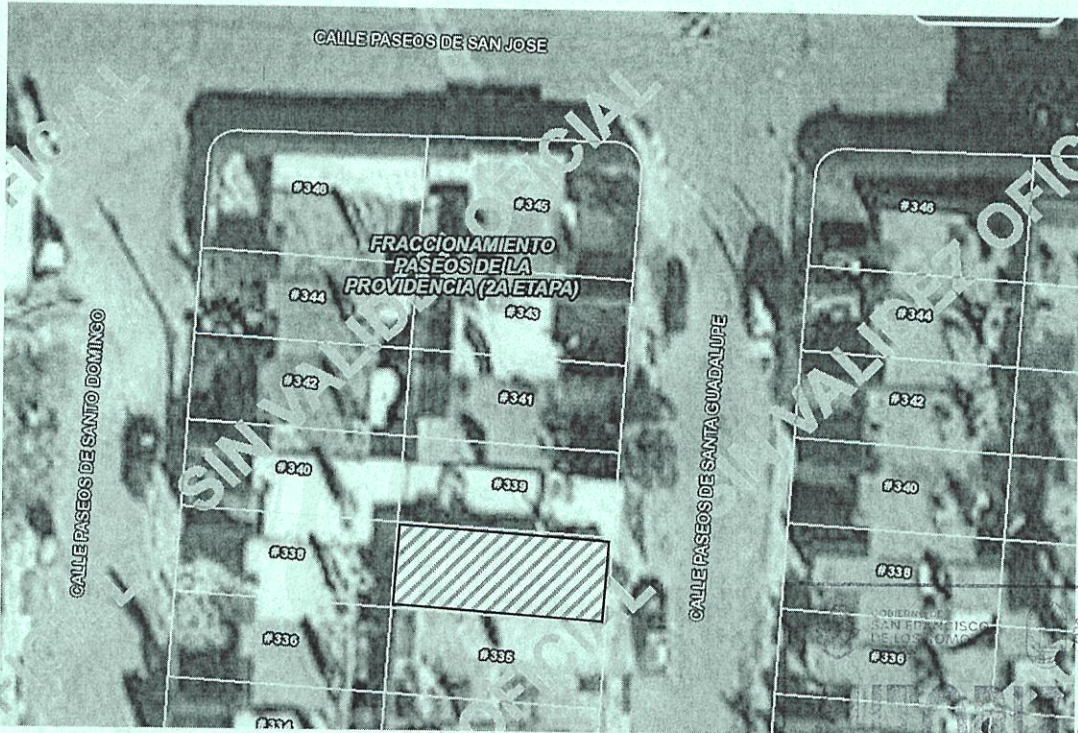 CALLE PASEOS DE SAN JOSE
OFICIAL
OFICIAL
OFIC
#346
#345
#346
FRACCIONAMIENTO
PASEOS DE LA
PROVIDENCIA (2A ETAPA)
#344
#343
#344
SIN VALIDEZ
VALIDEZ
#342
#341
#342
CALLE PASEOS DE SANTO DOMINGO
CALLE PASEOS DE SANTA GUADALUPE
#340
#339
#340
#338
#338
GOBIERNO DE
SAN FRANCISCO
DE LOS ROMO
#336
#335
#336
#334